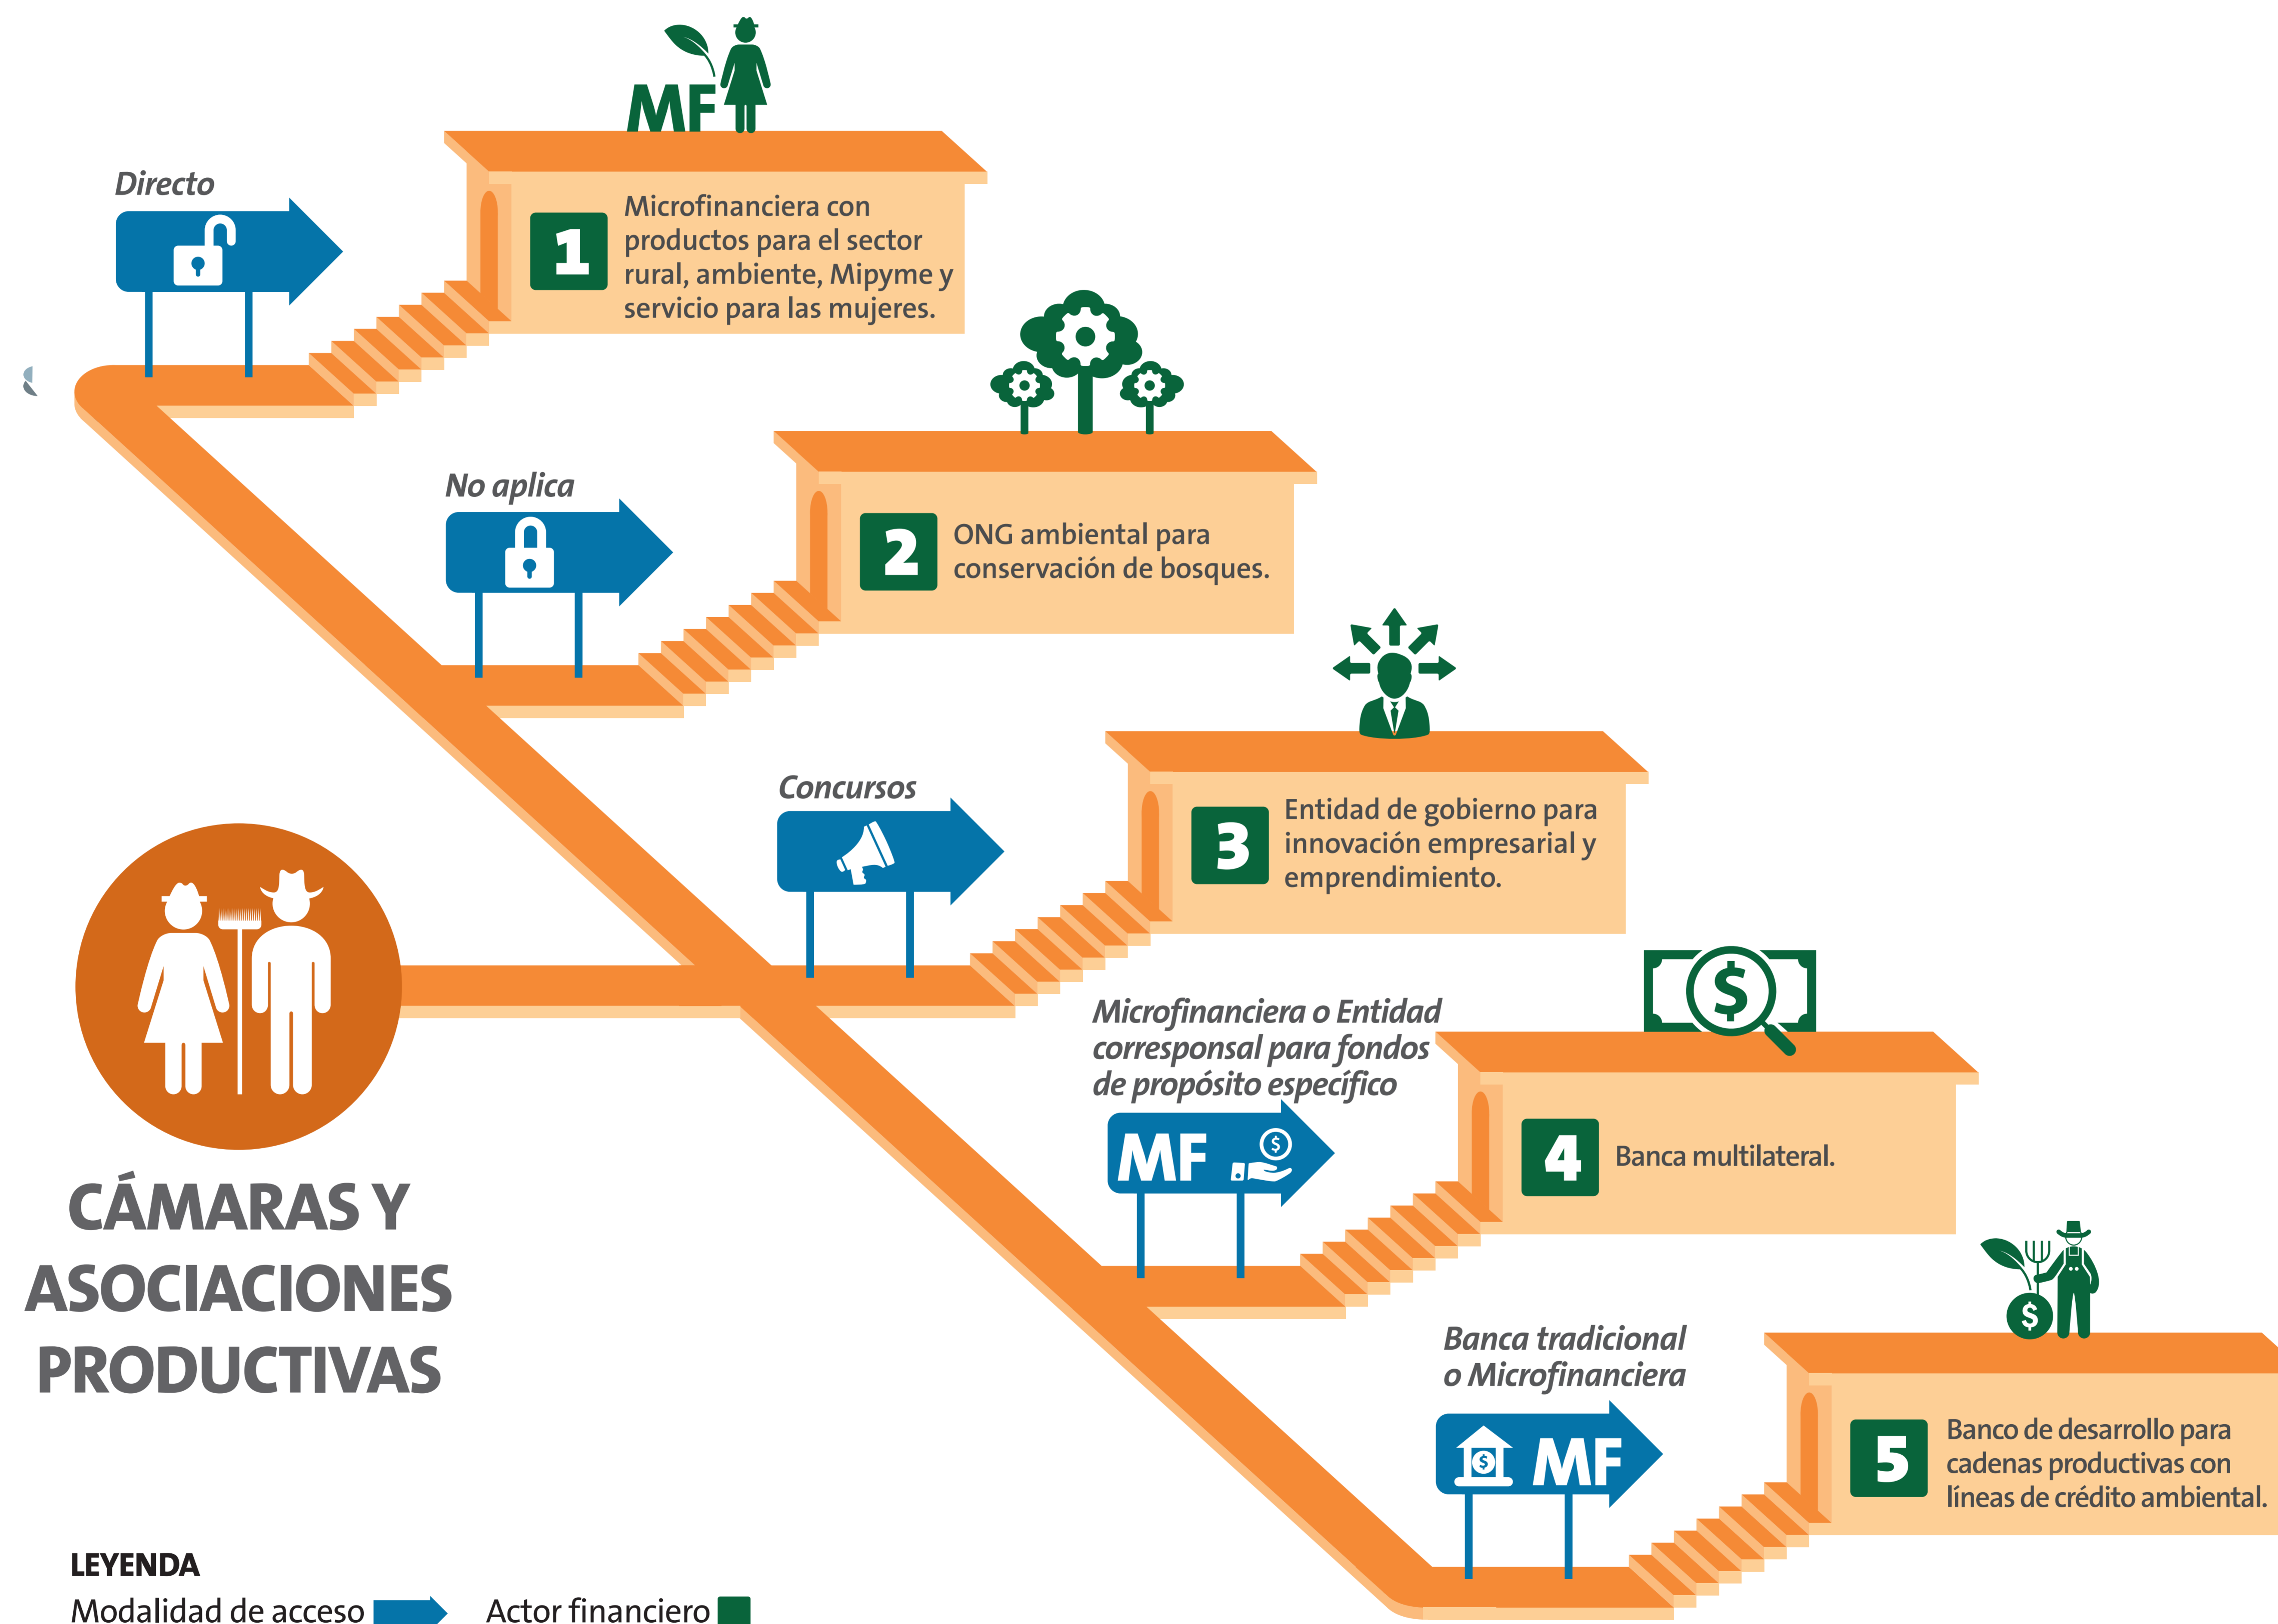 MF
Directo
1
Microfinanciera con
productos para el sector
rural, ambiente, Mipyme y
servicio para las mujeres.
No aplica
2
ONG ambiental para
conservación de bosques.
Concursos
3
Entidad de gobierno para
innovación empresarial y
emprendimiento.
$
Microfinanciera o Entidad
corresponsal para fondos
de propósito específico
MF $
4
Banca multilateral.
CÁMARAS Y
ASOCIACIONES
PRODUCTIVAS
$
Banca tradicional
o Microfinanciera
$ MF
5
Banco de desarrollo para
cadenas productivas con
líneas de crédito ambiental.
LEYENDA
Modalidad de acceso
Actor financiero